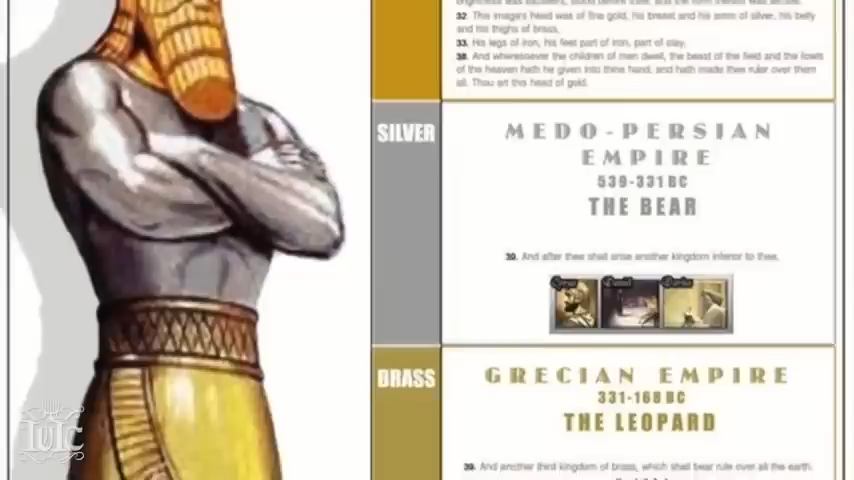 32. This image's head was of fine gold, his breast and his arms of silver, his belly
and his thighs of brass,
33. His legs of iron, his feet part of iron, part of clay.
38. And wheresoever the children of men dwell, the beast of the field and the fowls
of the heaven hath he given into thine hand, and hath made thee ruler over them
all. Thou art this head of gold.
SILVER
MEDO-PERSIAN
EMPIRE
539-331 BC
THE BEAR
39. And after thee shall arise another kingdom inferior to thee,
Cyrus Daniel Darius
BRASS
GRECIAN EMPIRE
331-168 BC
THE LEOPARD
39. And another third kingdom of brass, which shall bear rule over all the earth.
IUIC